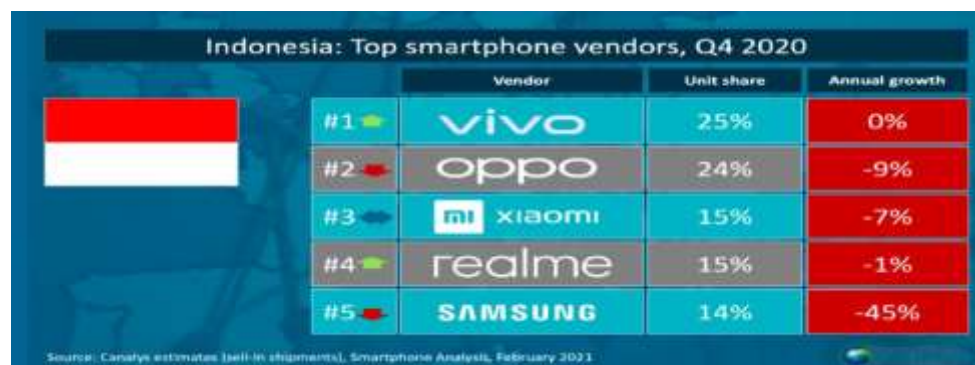 Indonesia: Top smartphone vendors, Q4 2020
Vendor Unit share Annual growth
#1 vivo 25% 0%
#2 oppo 24% -9%
#3 mi xiaomi 15% -7%
#4 realme 15% -1%
#5 SAMSUNG 14% -45%
Source: Canalys estimates (sell-in shipments), Smartphone Analysis, February 2021